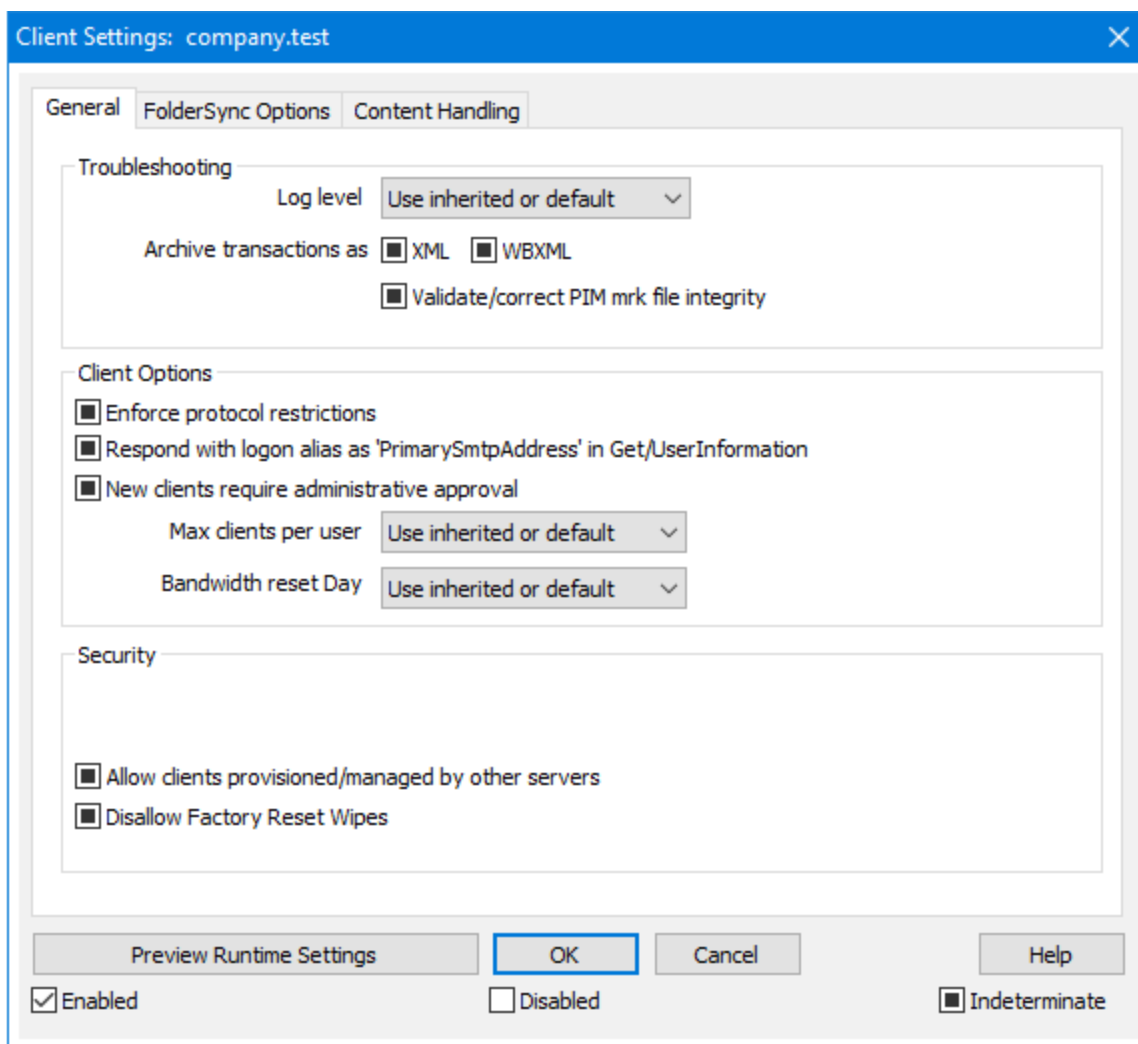 Client Settings: company.test
General FolderSync Options Content Handling
Troubleshooting
Log level Use inherited or default
Archive transactions as XML WBXML
Validate/correct PIM mrk file integrity
Client Options
Enforce protocol restrictions
Respond with logon alias as 'PrimarySmtpAddress' in Get/UserInformation
New clients require administrative approval
Max clients per user Use inherited or default
Bandwidth reset Day Use inherited or default
Security
Allow clients provisioned/managed by other servers
Disallow Factory Reset Wipes
Preview Runtime Settings OK Cancel Help
Enabled Disabled Indeterminate